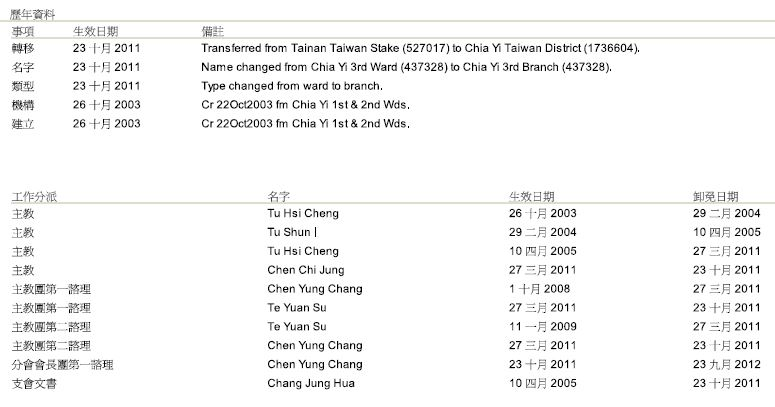 歷年資料
事項 生效日期 備註
轉移 23 十月 2011 Transferred from Tainan Taiwan Stake (527017) to Chia Yi Taiwan District (1736604).
名字 23 十月 2011 Name changed from Chia Yi 3rd Ward (437328) to Chia Yi 3rd Branch (437328).
類型 23 十月 2011 Type changed from ward to branch.
機構 26 十月 2003 Cr 22Oct2003 fm Chia Yi 1st & 2nd Wds.
建立 26 十月 2003 Cr 22Oct2003 fm Chia Yi 1st & 2nd Wds.
工作分派 名字 生效日期 卸免日期
主教 Tu Hsi Cheng 26 十月 2003 29 二月 2004
主教 Tu Shun I 29 二月 2004 10 四月 2005
主教 Tu Hsi Cheng 10 四月 2005 27 三月 2011
主教 Chen Chi Jung 27 三月 2011 23 十月 2011
主教團第一諮理 Chen Yung Chang 1 十月 2008 27 三月 2011
主教團第一諮理 Te Yuan Su 27 三月 2011 23 十月 2011
主教團第二諮理 Te Yuan Su 11 一月 2009 27 三月 2011
主教團第二諮理 Chen Yung Chang 27 三月 2011 23 十月 2011
分會會長團第一諮理 Chen Yung Chang 23 十月 2011 23 九月 2012
支會文書 Chang Jung Hua 10 四月 2005 23 十月 2011